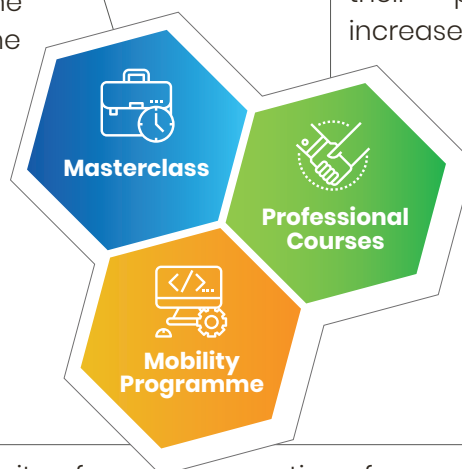 increase
Masterclass
Professional
Courses
</>...
Mobility
Programme